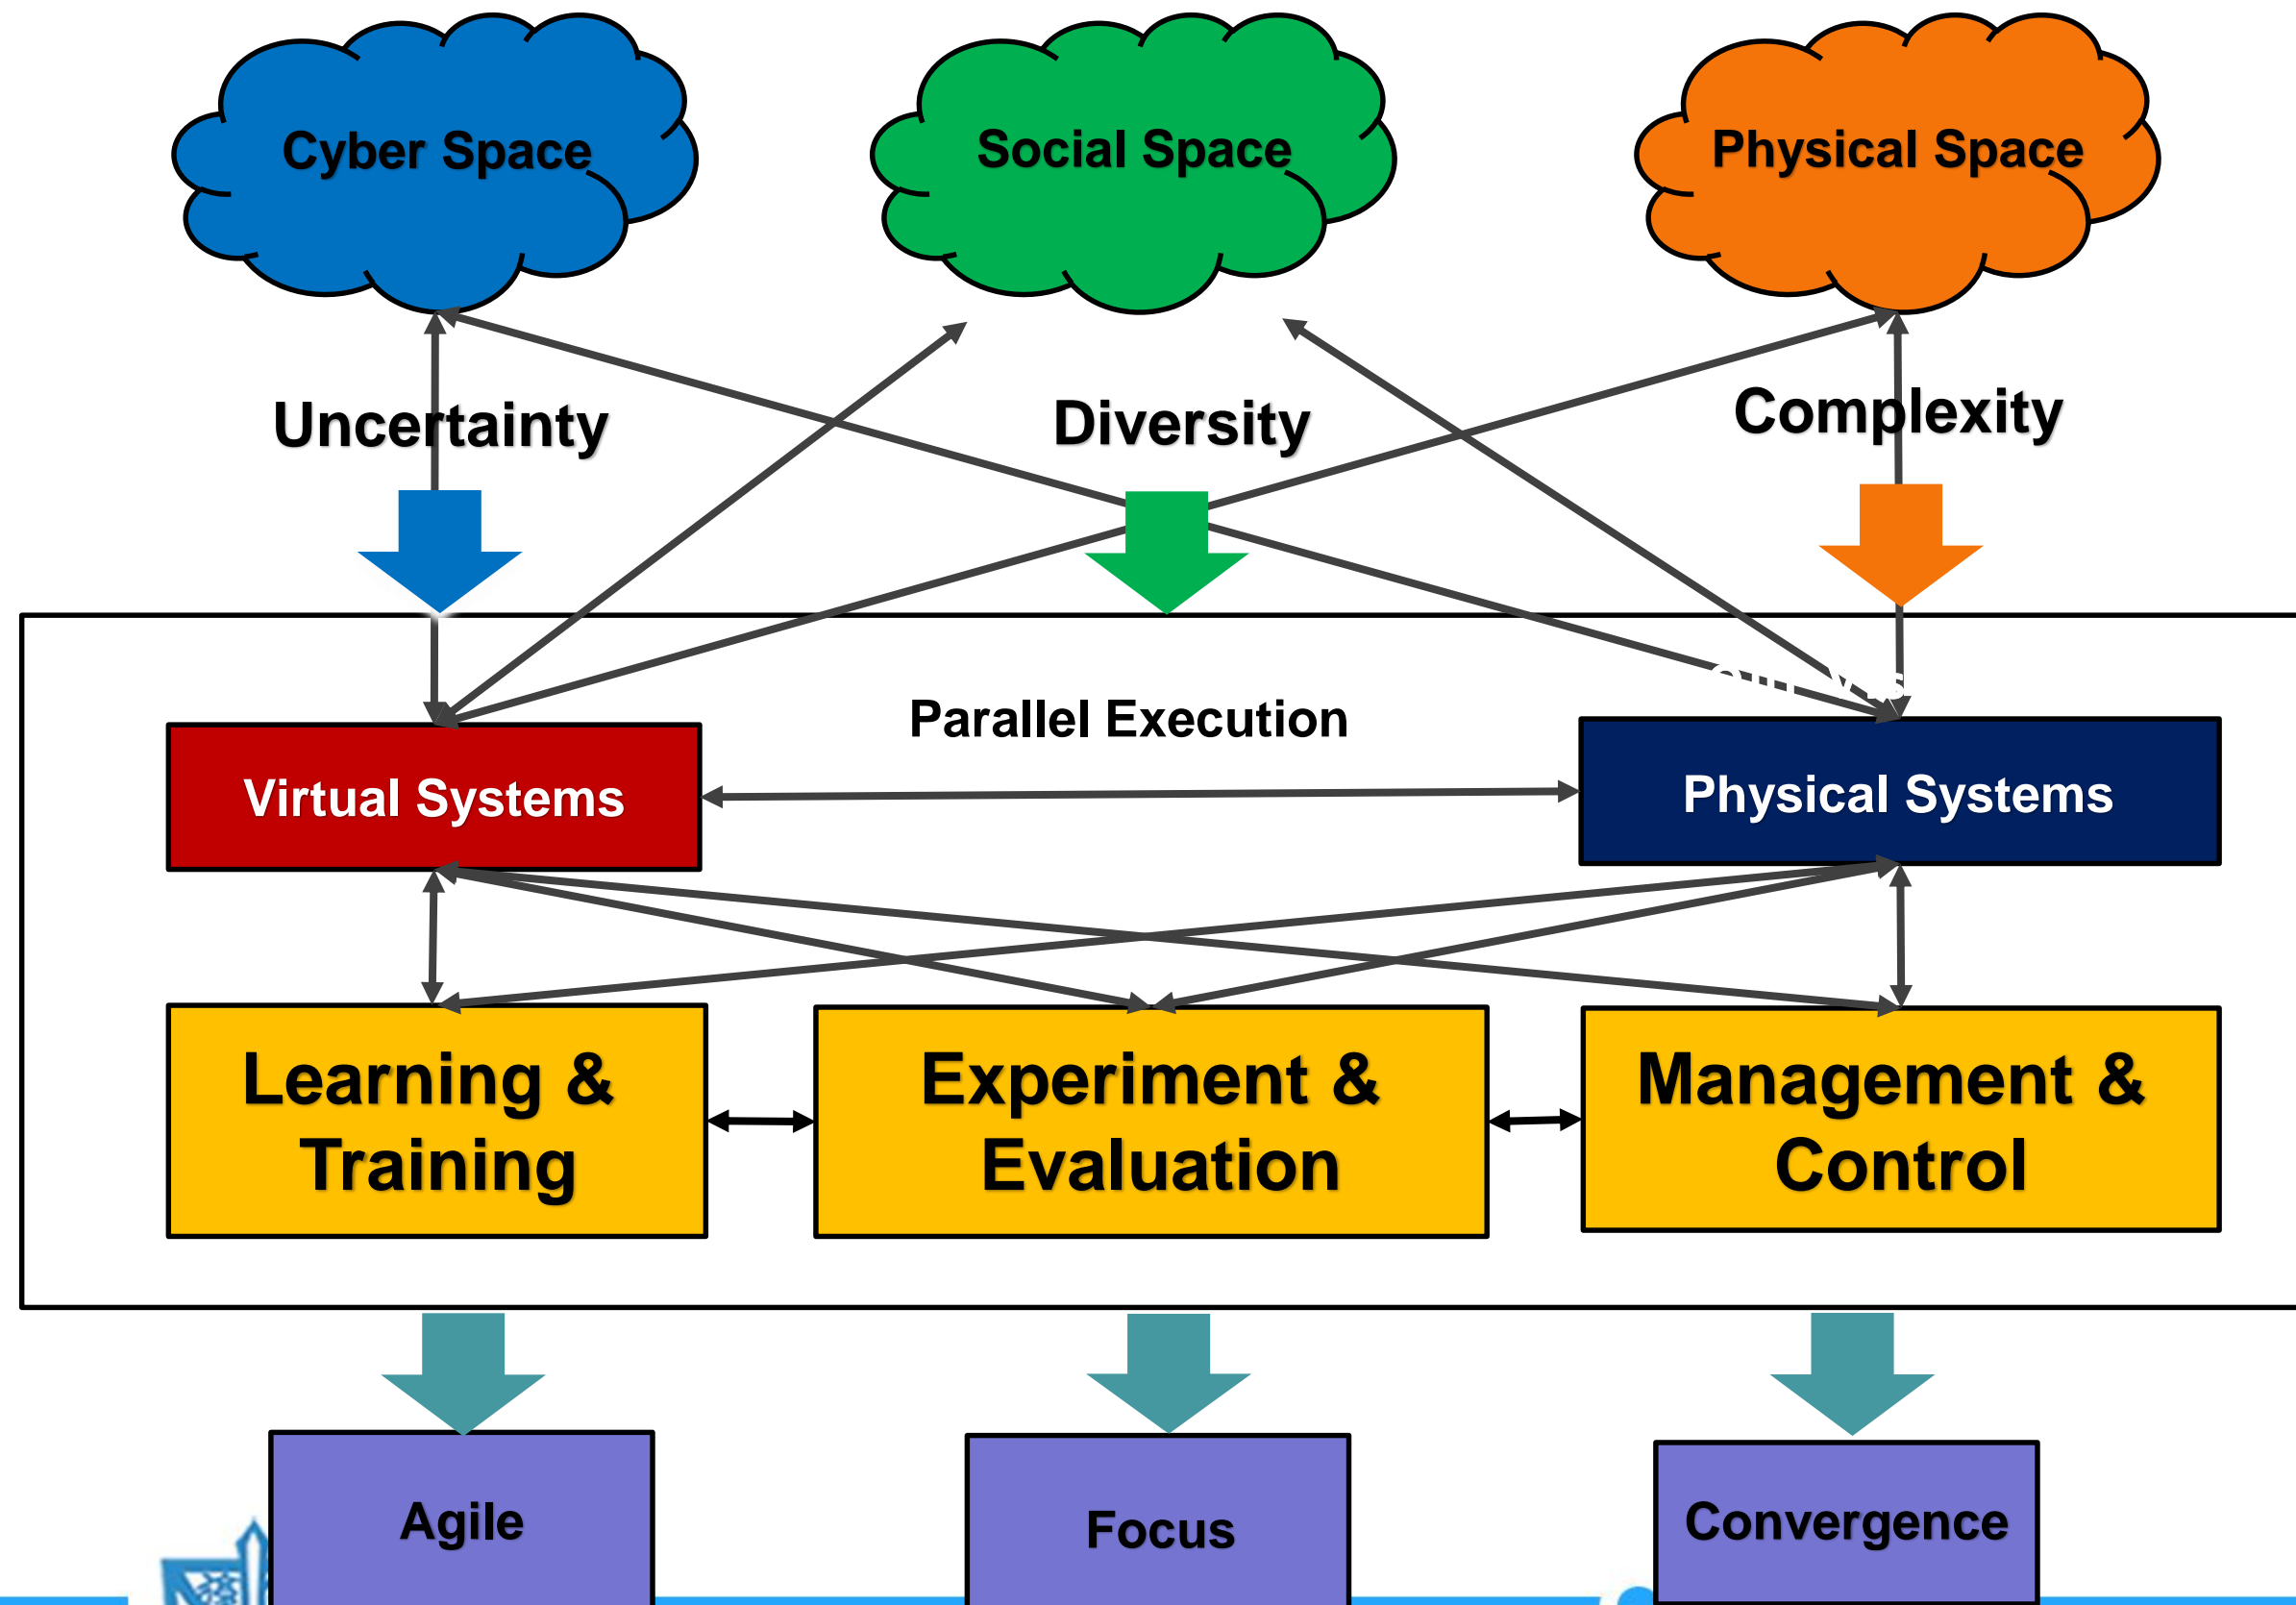 Cyber Space
Social Space
Physical Space
Uncertainty
Diversity
Complexity
Parallel Execution
Virtual Systems
Physical Systems
Learning &
Training
Experiment &
Evaluation
Management &
Control
Agile
Focus
Convergence